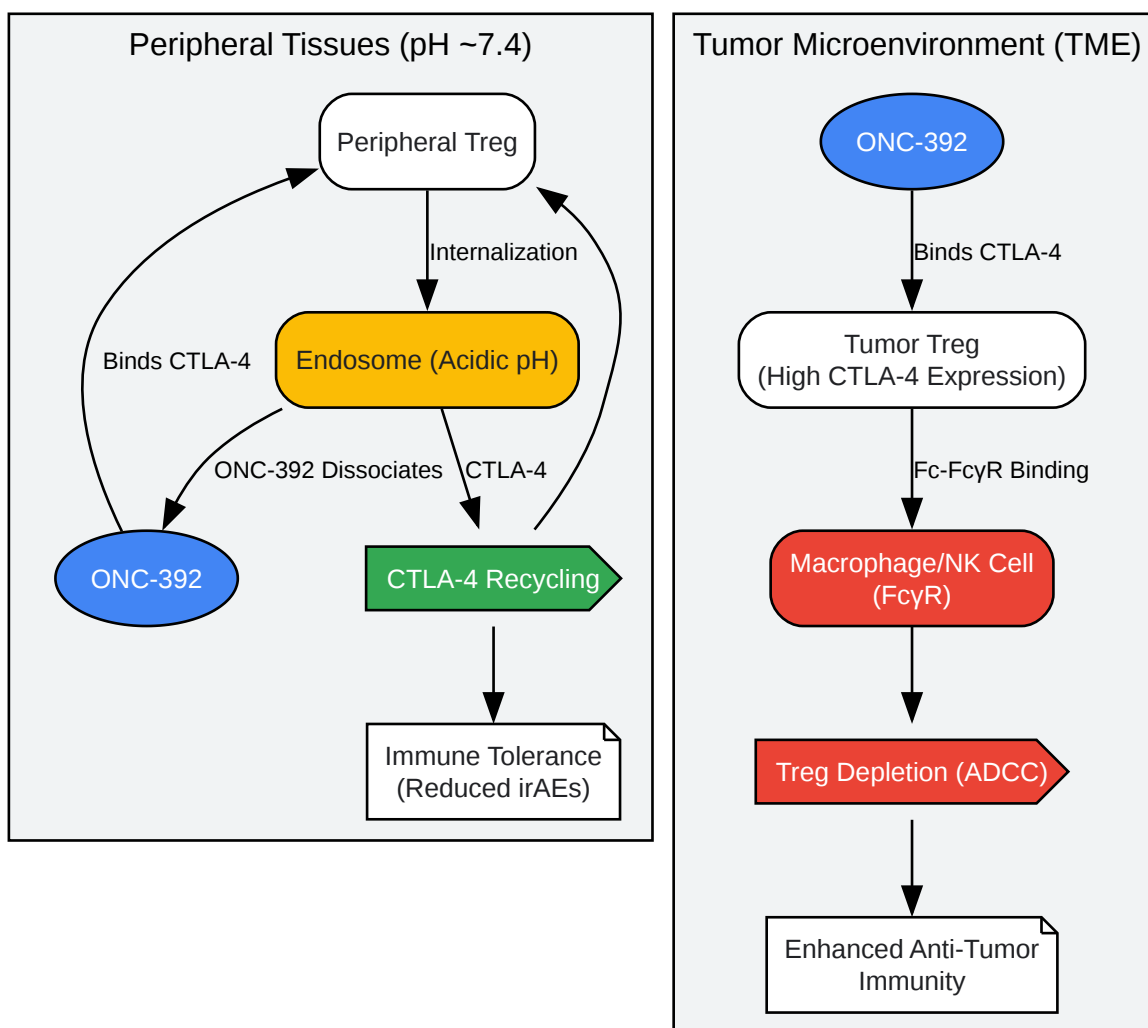 Peripheral Tissues (pH ~7.4)
Peripheral Treg
Internalization
Binds CTLA-4
Endosome (Acidic pH)
ONC-392 Dissociates
CTLA-4
ONC-392
CTLA-4 Recycling
Immune Tolerance
(Reduced irAEs)
Tumor Microenvironment (TME)
ONC-392
Binds CTLA-4
Tumor Treg
(High CTLA-4 Expression)
Fc-FcγR Binding
Macrophage/NK Cell
(FcγR)
Treg Depletion (ADCC)
Enhanced Anti-Tumor
Immunity